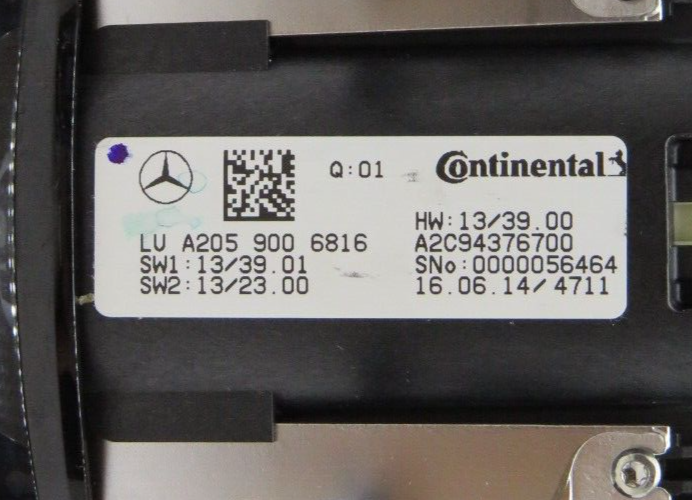 Q:01
Continental
HW:13/39.00
LU A205 900 6816 A2C94376700
SW1:13/39.01 SNo:0000056464
SW2:13/23.00 16.06.14/4711